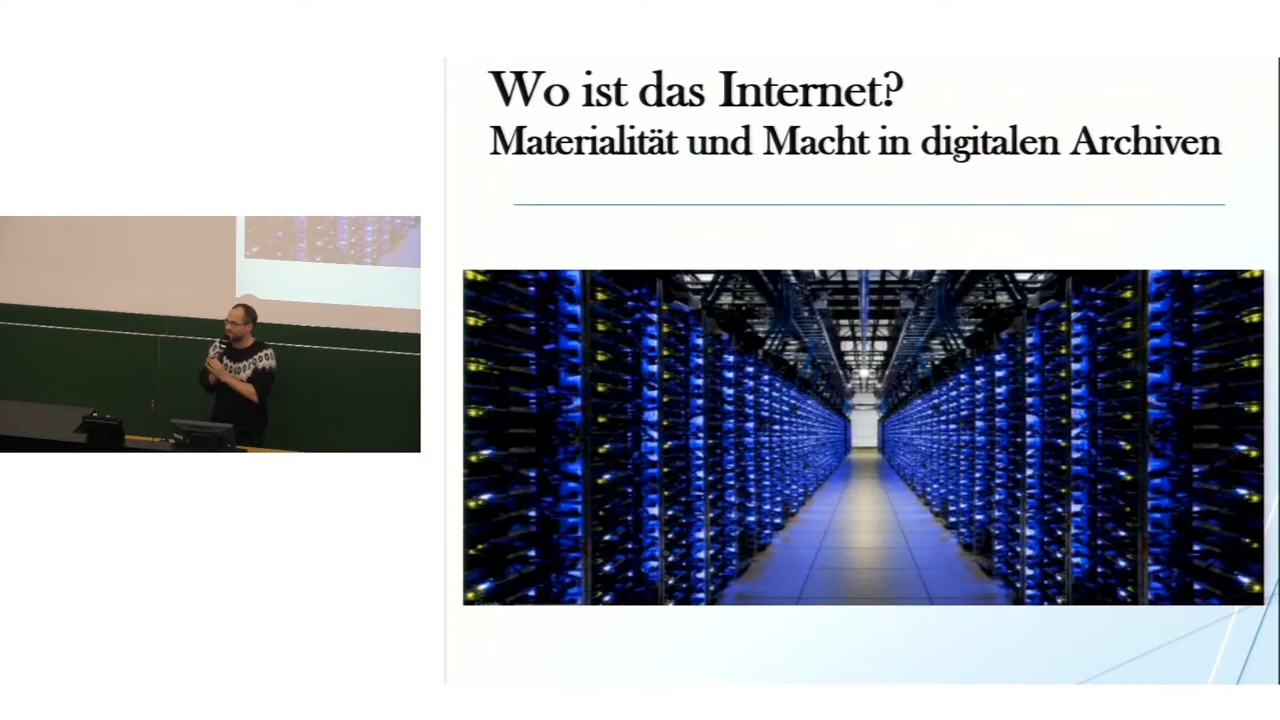 Wo ist das Internet?
Materialität und Macht in digitalen Archiven